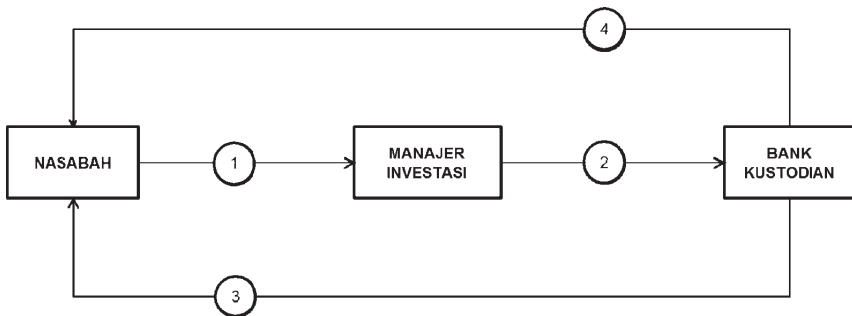 4
NASABAH
1
MANAJER
INVESTASI
2
BANK
KUSTODIAN
3